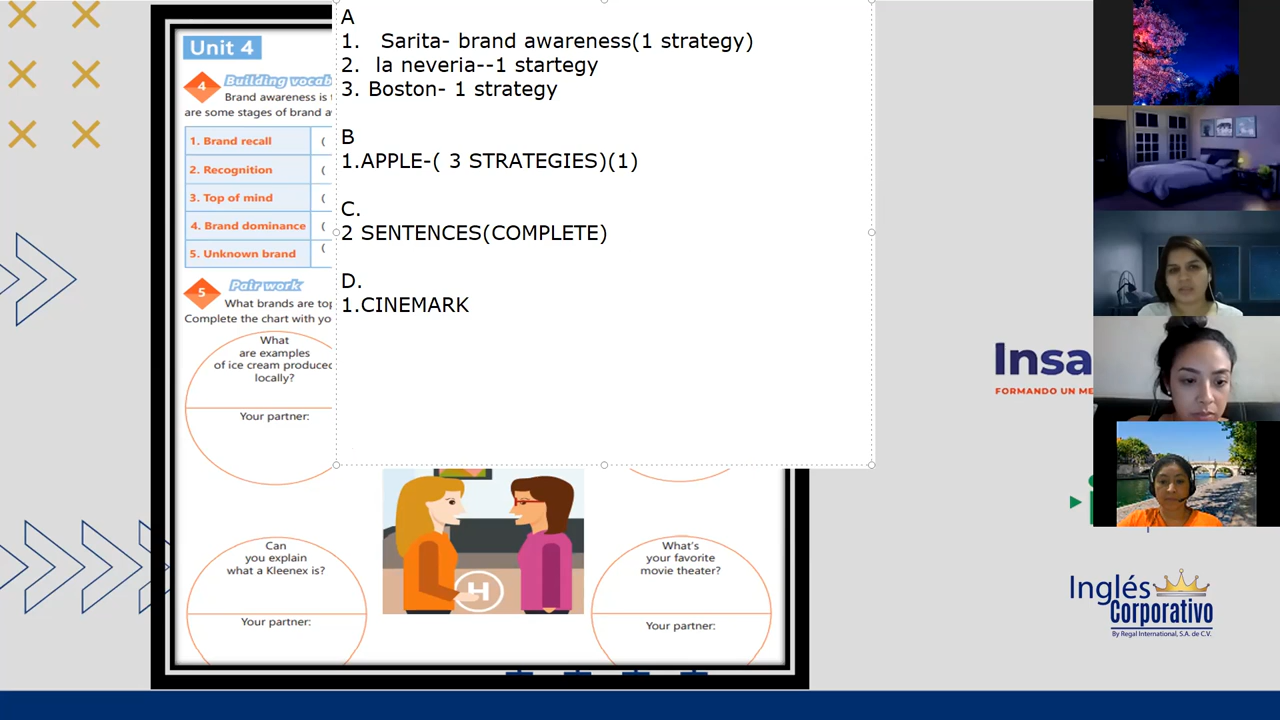 Unit 4
4 Building vocab
Brand awareness is
are some stages of brand
1. Brand recall (
2. Recognition (
3. Top of mind (
4. Brand dominance (
5. Unknown brand (
5 Pair work
What brands are top
Complete the chart with
What
are examples
of ice cream produced
locally?
Your partner:
Can
you explain
what a Kleenex is?
Your partner:
What's
your favorite
movie theater?
Your partner:
A
1. Sarita- brand awareness(1 strategy)
2. la neveria--1 startegy
3. Boston- 1 strategy
B
1.APPLE-( 3 STRATEGIES)(1)
C.
2 SENTENCES(COMPLETE)
D.
1.CINEMARK
H
Insa
FORMANDO UN ME
Inglés
Corporativo
By Regal International, S.A. de C.V.